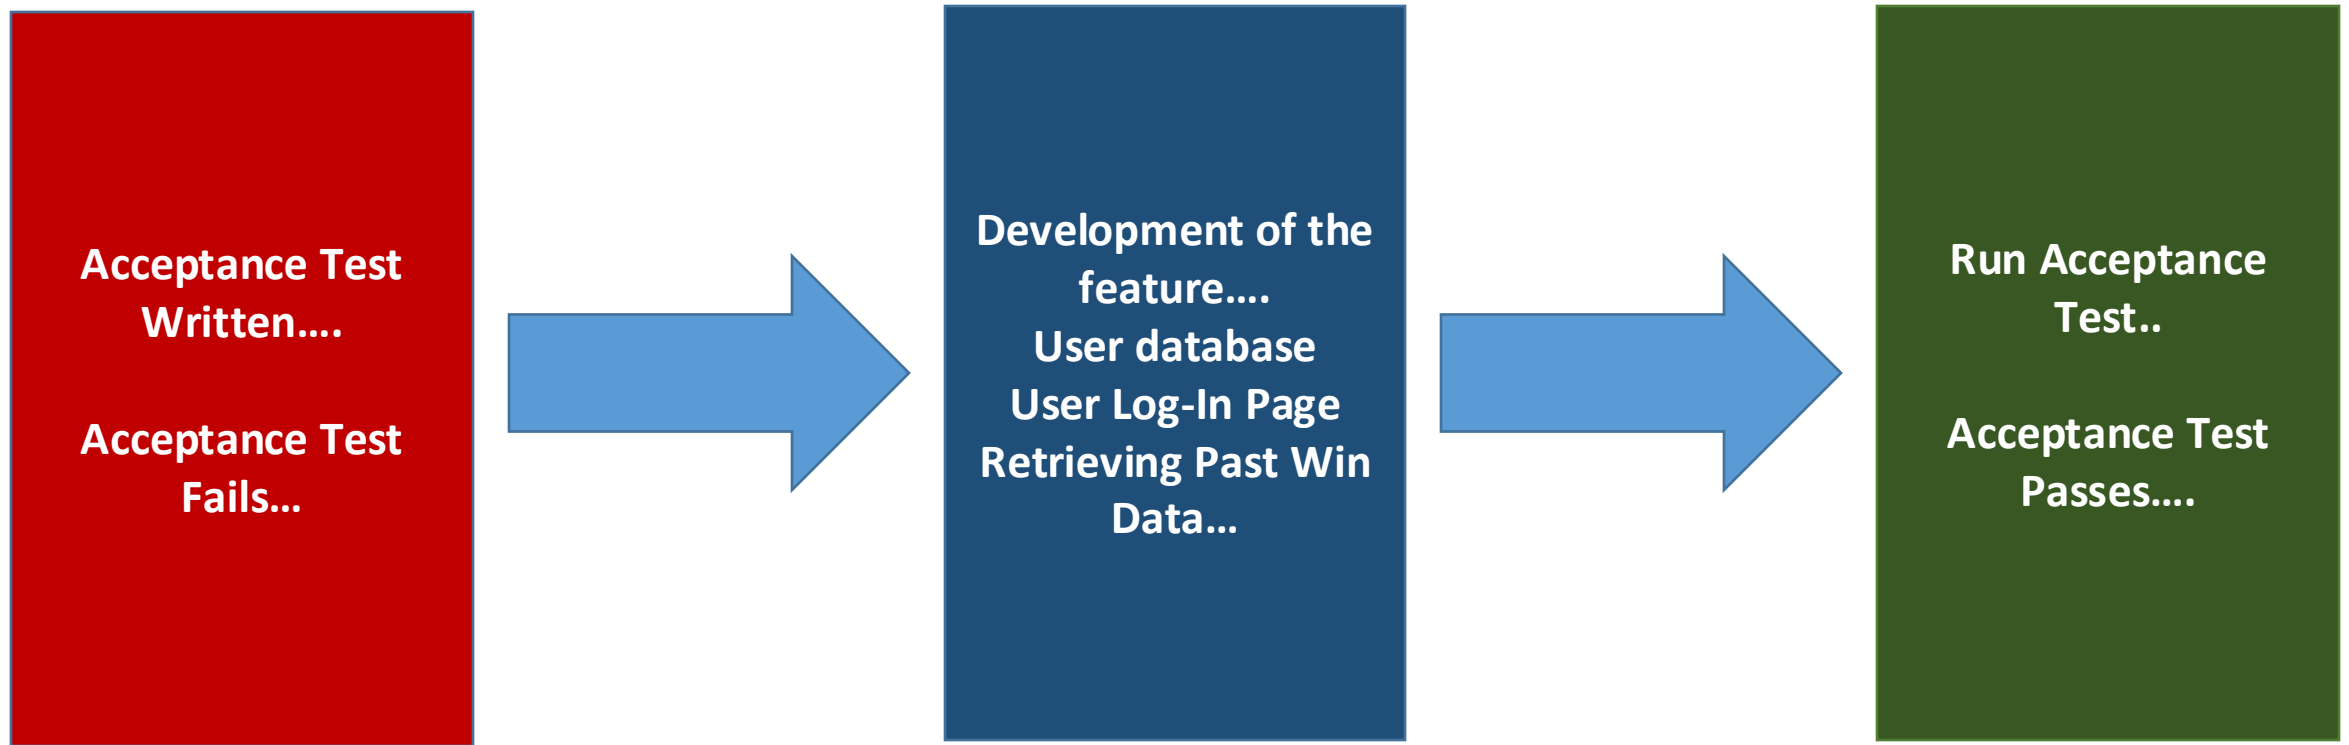 Acceptance Test
Written....
Acceptance Test
Fails...
Development of the
feature....
User database
User Log-In Page
Retrieving Past Win
Data...
Run Acceptance
Test..
Acceptance Test
Passes....